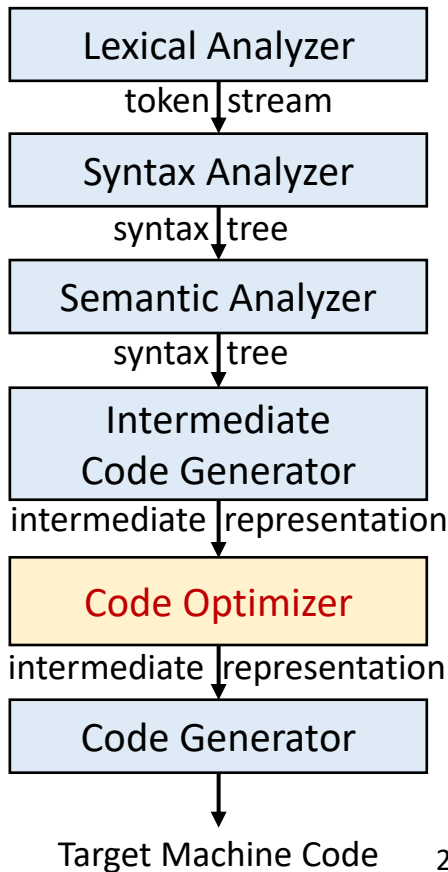 Lexical Analyzer
token stream
Syntax Analyzer
syntax tree
Semantic Analyzer
syntax tree
Intermediate
Code Generator
intermediate representation
Code Optimizer
intermediate representation
Code Generator
Target Machine Code 2